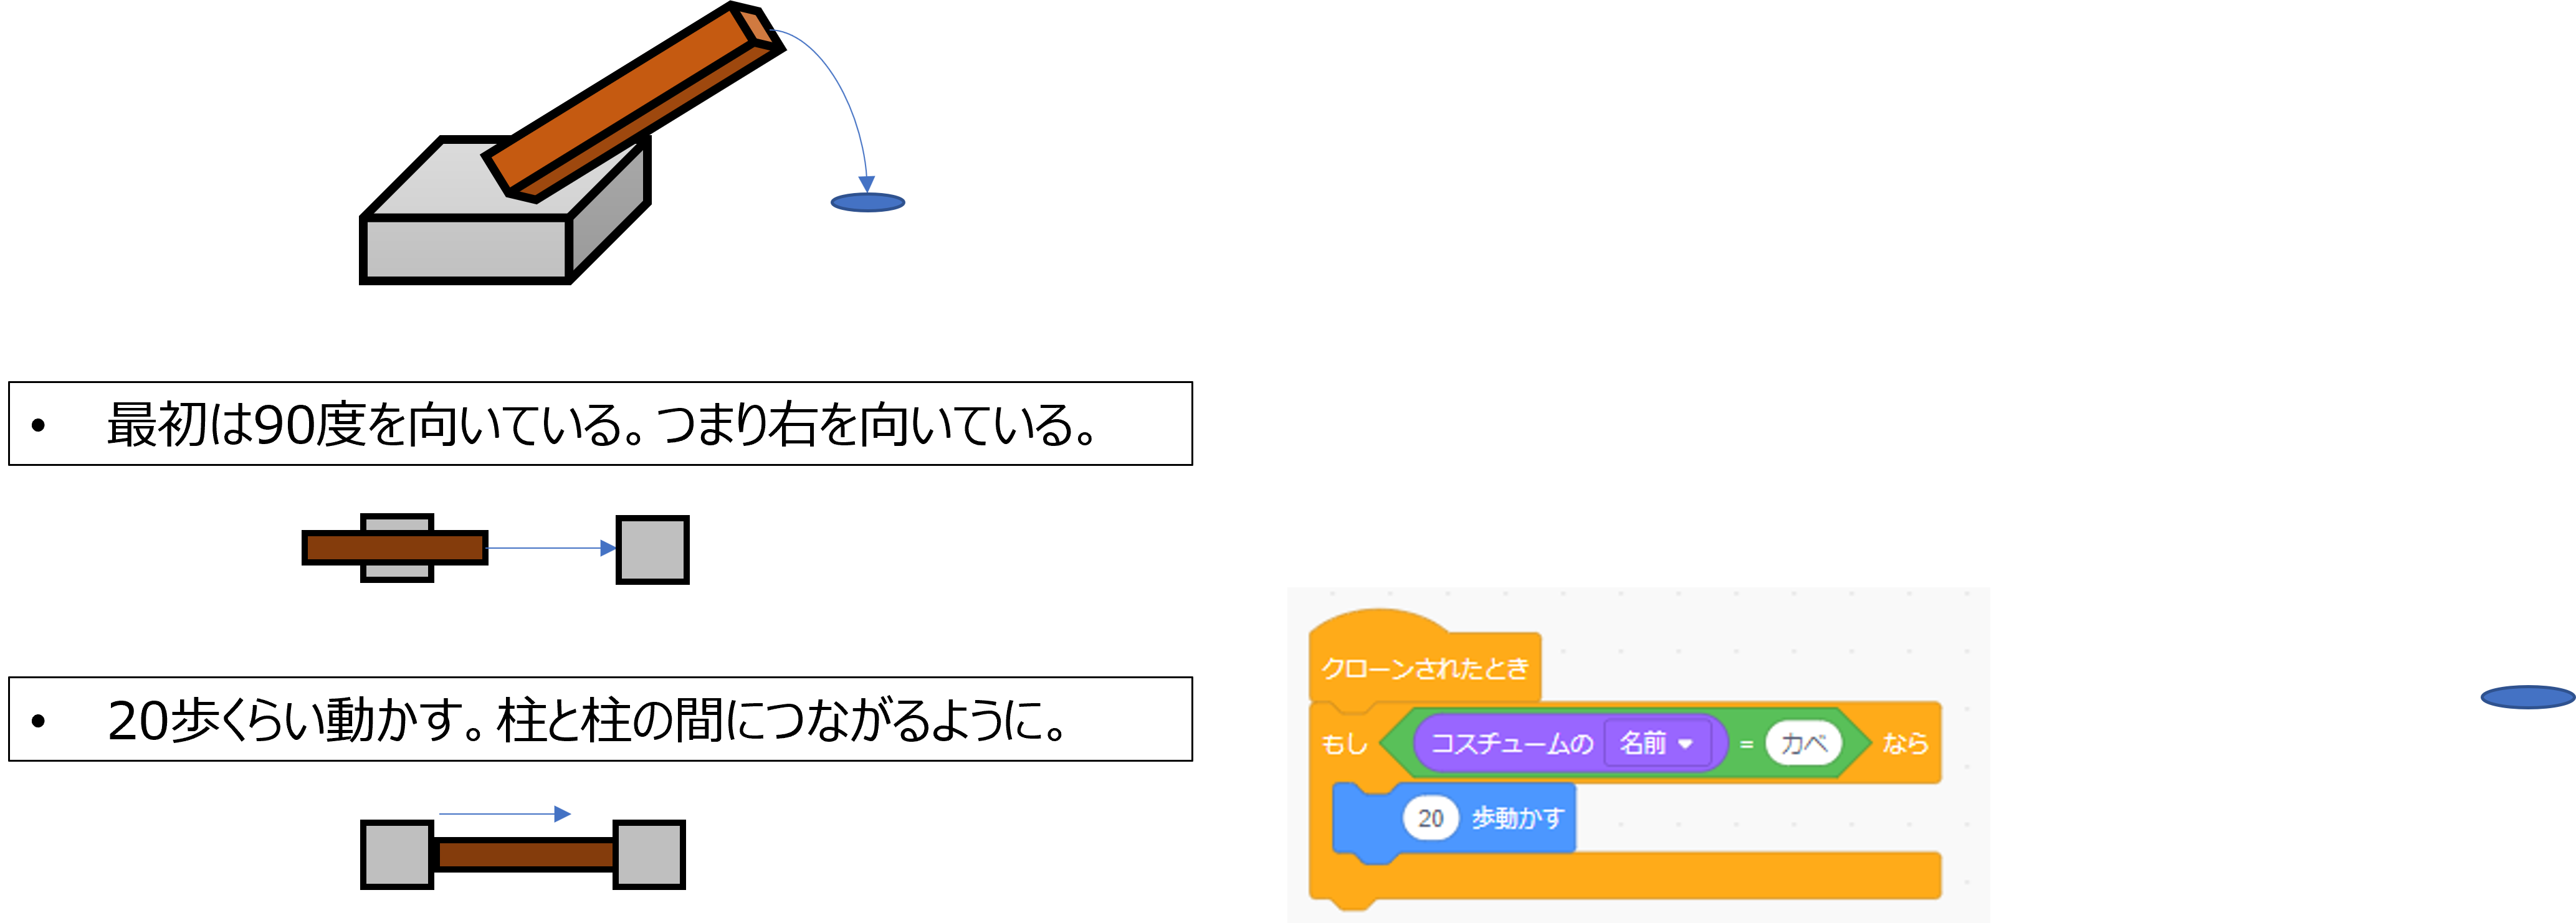 • 最初は90度を向いている。つまり右を向いている。
• 20歩くらい動かす。柱と柱の間につながるように。
クローンされたとき
もし コスチュームの 名前 = カベ なら
20 歩動かす